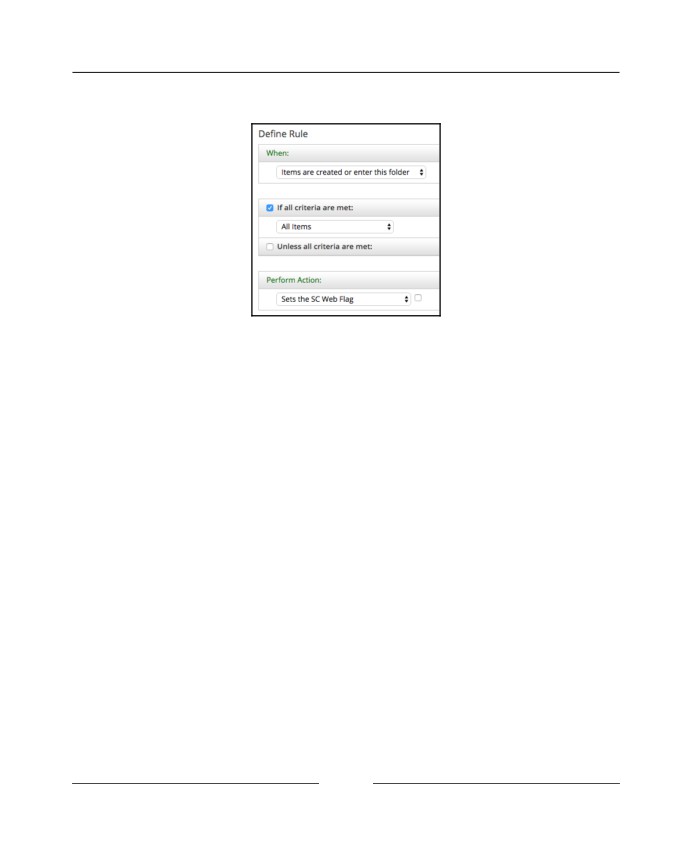 Define Rule
When:
Items are created or enter this folder
If all criteria are met:
All Items
Unless all criteria are met:
Perform Action:
Sets the SC Web Flag